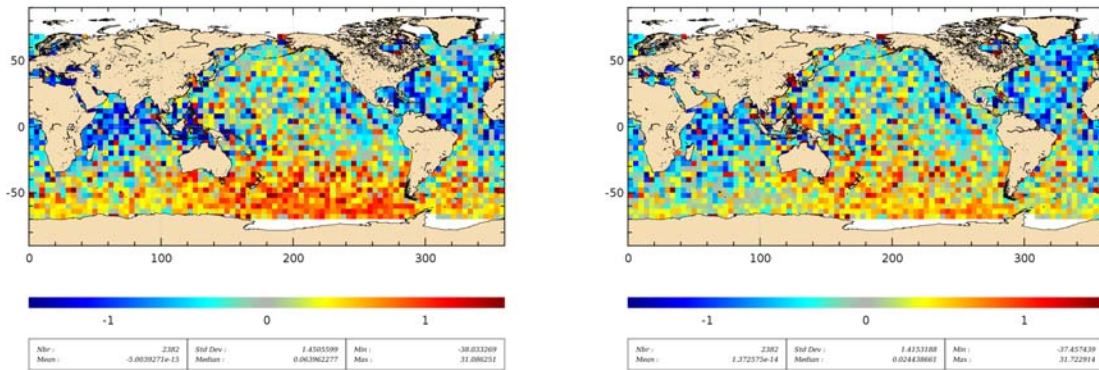 50
0
-50
0 100 200 300
-1 0 1
Nbr : 2382 Std Dev : 1.4505599 Min : -38.033269
Mean : -5.0039271e-15 Median : 0.063962277 Max : 31.086251
50
0
-50
0 100 200 300
-1 0 1
Nbr : 2382 Std Dev : 1.4153188 Min : -37.457439
Mean : 1.372575e-14 Median : 0.024438661 Max : 31.722914